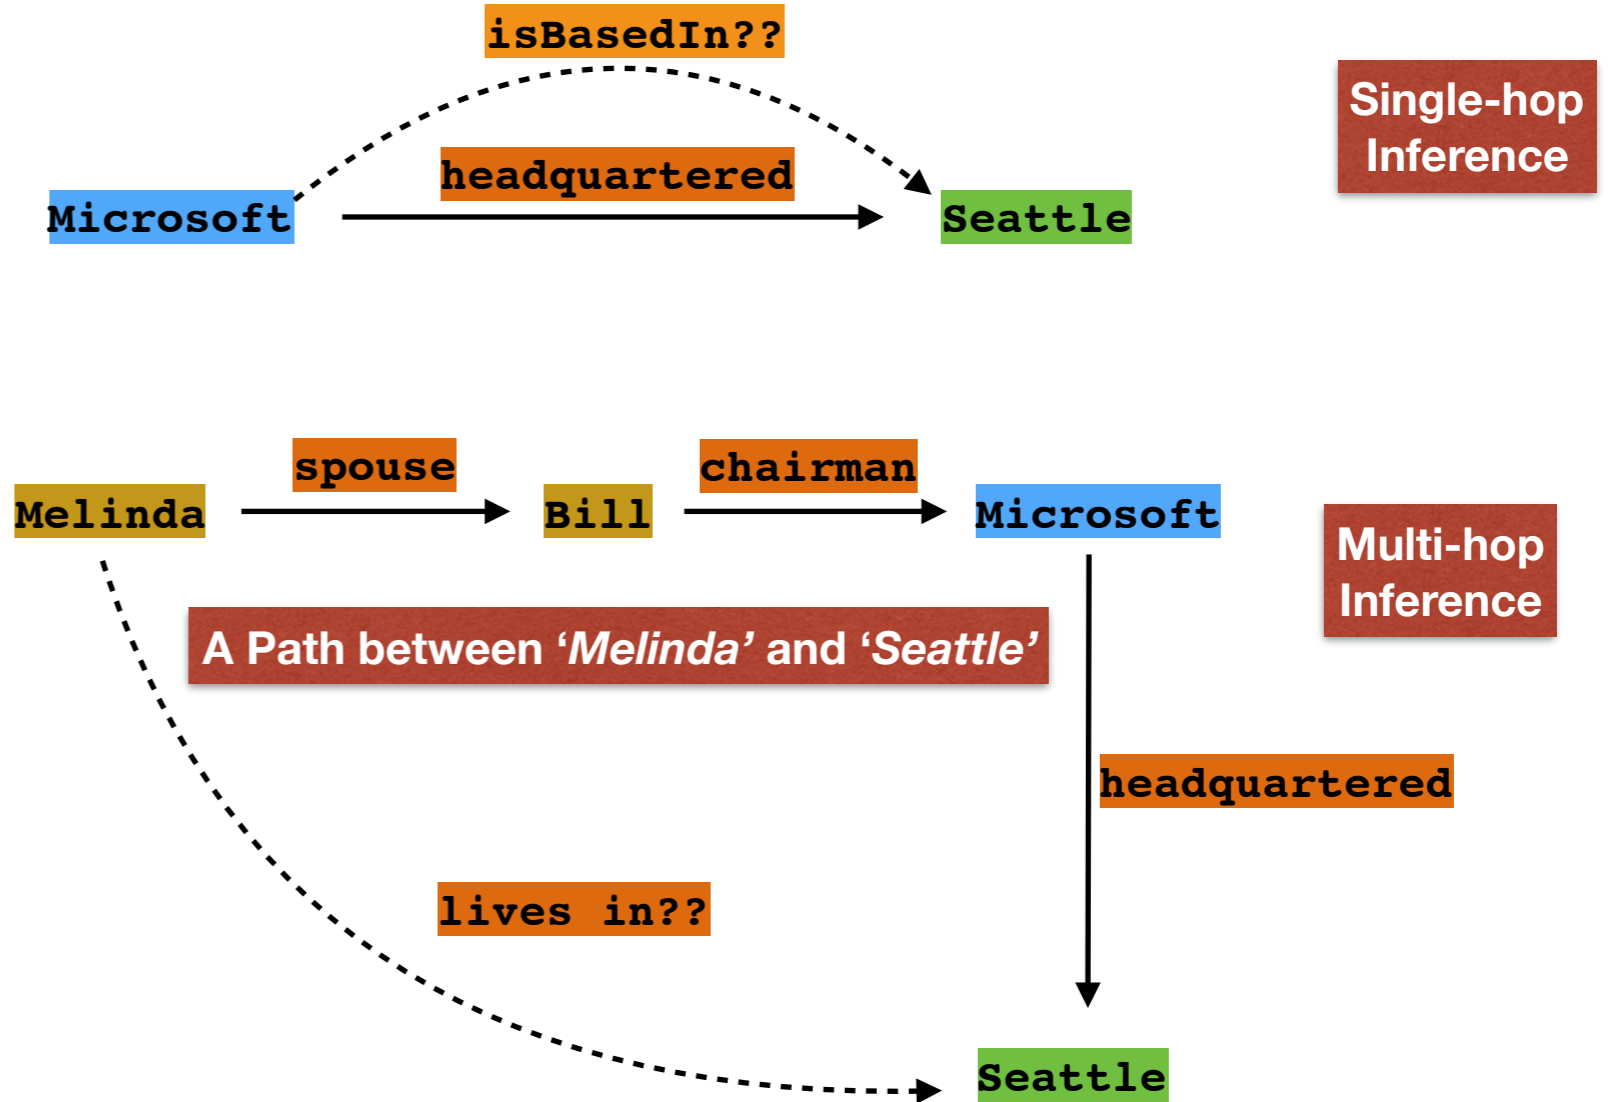 isBasedIn??
Single-hop
Inference
headquartered
Microsoft
Seattle
spouse
chairman
Melinda
Bill
Microsoft
Multi-hop
Inference
A Path between ‘Melinda’ and ‘Seattle’
headquartered
lives in??
Seattle